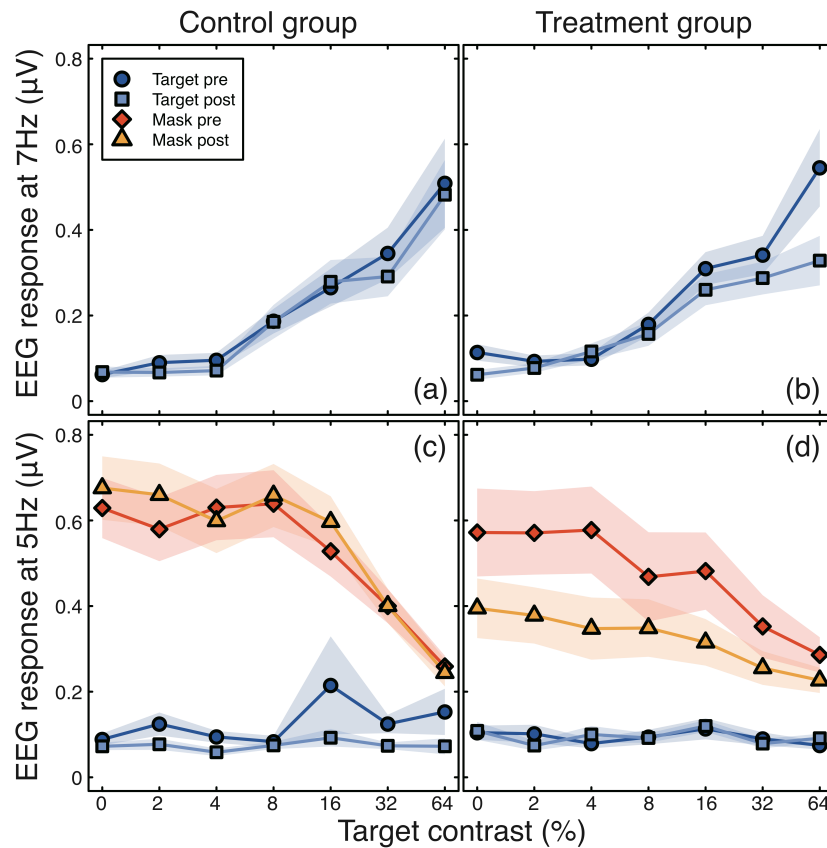 Control group
Treatment group
EEG response at 7Hz (µV)
0.8
0.6
0.4
0.2
0
Target pre
Target post
Mask pre
Mask post
(a)
(b)
EEG response at 5Hz (µV)
0.8
0.6
0.4
0.2
0
(c)
(d)
0 2 4 8 16 32 64
0 2 4 8 16 32 64
Target contrast (%)